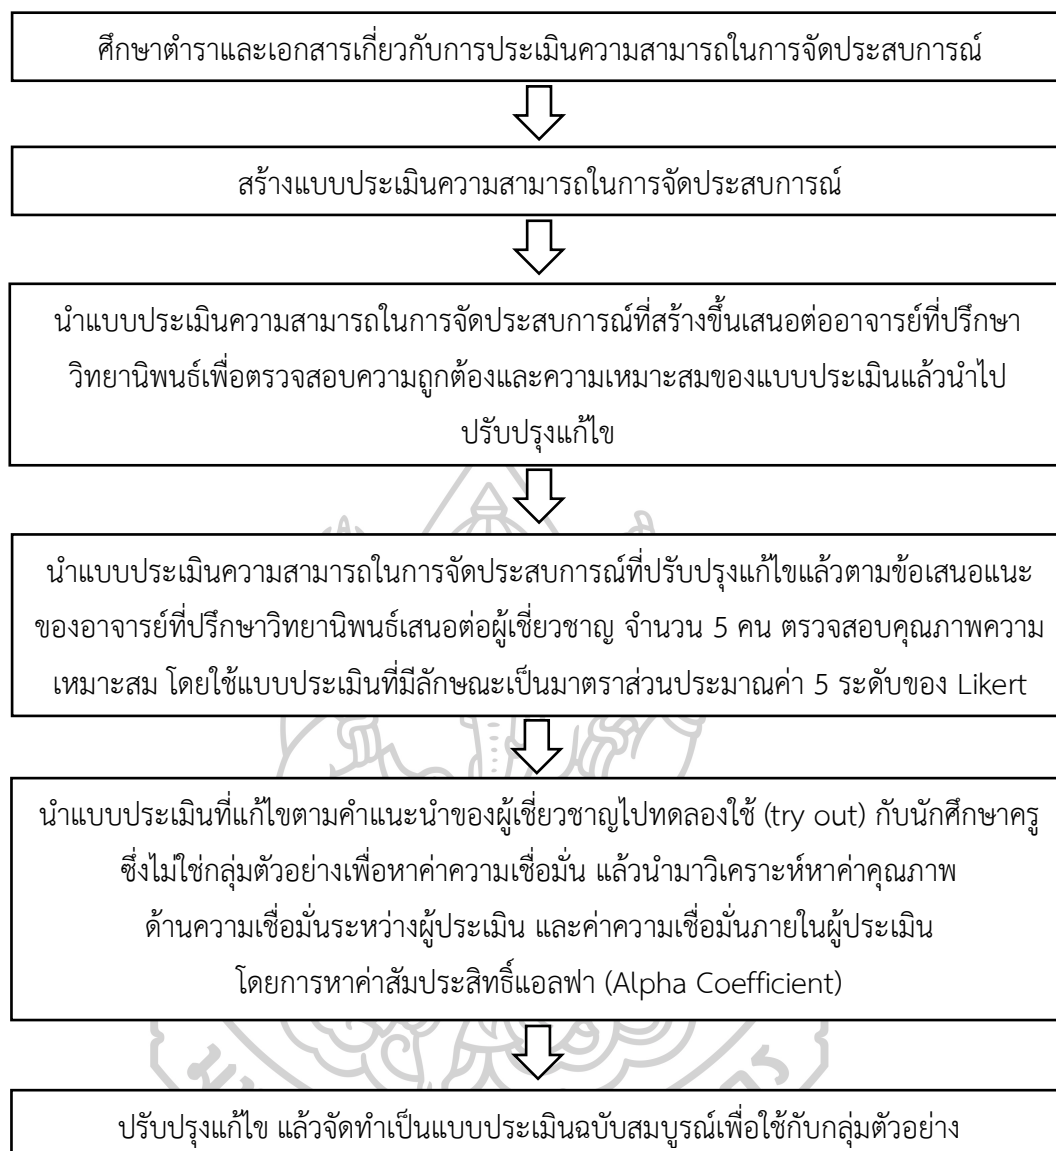 ศึกษาตำราและเอกสารเกี่ยวกับการประเมินความสามารถในการจัดประสบการณ์
สร้างแบบประเมินความสามารถในการจัดประสบการณ์
นำแบบประเมินความสามารถในการจัดประสบการณ์ที่สร้างขึ้นเสนอต่ออาจารย์ที่ปรึกษา
วิทยานิพนธ์เพื่อตรวจสอบความถูกต้องและความเหมาะสมของแบบประเมินแล้วนำไป
ปรับปรุงแก้ไข
นำแบบประเมินความสามารถในการจัดประสบการณ์ที่ปรับปรุงแก้ไขแล้วตามข้อเสนอแนะ
ของอาจารย์ที่ปรึกษาวิทยานิพนธ์เสนอต่อผู้เชี่ยวชาญ จำนวน 5 คน ตรวจสอบคุณภาพความ
เหมาะสม โดยใช้แบบประเมินที่มีลักษณะเป็นมาตราส่วนประมาณค่า 5 ระดับของ Likert
นำแบบประเมินที่แก้ไขตามคำแนะนำของผู้เชี่ยวชาญไปทดลองใช้ (try out) กับนักศึกษาครู
ซึ่งไม่ใช่กลุ่มตัวอย่างเพื่อหาค่าความเชื่อมั่น แล้วนำมาวิเคราะห์หาค่าคุณภาพ
ด้านความเชื่อมั่นระหว่างผู้ประเมิน และค่าความเชื่อมั่นภายในผู้ประเมิน
โดยการหาค่าสัมประสิทธิ์แอลฟา (Alpha Coefficient)
ปรับปรุงแก้ไข แล้วจัดทำเป็นแบบประเมินฉบับสมบูรณ์เพื่อใช้กับกลุ่มตัวอย่าง